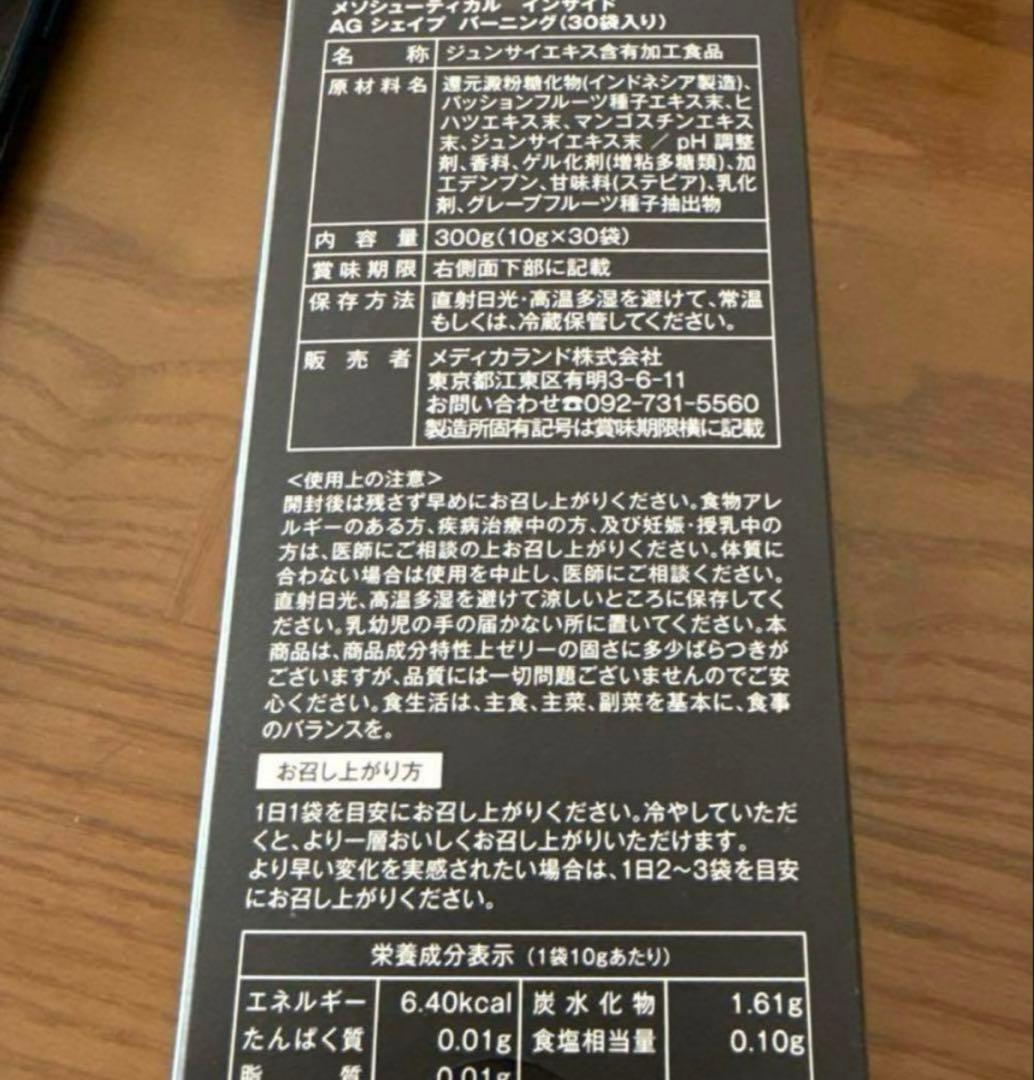 メソシューティカル インサイド
AG シェイプ バーニング(30袋入り)
名称 ジュンサイエキス含有加工食品
原材料名 還元澱粉糖化物(インドネシア製造)、
パッションフルーツ種子エキス末、ヒ
ハツエキス末、マンゴスチンエキス
末、ジュンサイエキス末 ／ pH 調整
剤、香料、ゲル化剤(増粘多糖類)、加
工デンプン、甘味料(ステビア)、乳化
剤、グレープフルーツ種子抽出物
内容量 300g(10g×30袋)
賞味期限 右側面下部に記載
保存方法 直射日光・高温多湿を避けて、常温
もしくは、冷蔵保管してください。
販売者 メディカランド株式会社
東京都江東区有明3-6-11
お問い合わせ☎092-731-5560
製造所固有記号は賞味期限横に記載
＜使用上の注意＞
開封後は残さず早めにお召し上がりください。食物アレ
ルギーのある方、疾病治療中の方、及び妊娠・授乳中の
方は、医師にご相談の上お召し上がりください。体質に
合わない場合は使用を中止し、医師にご相談ください。
直射日光、高温多湿を避けて涼しいところに保存してく
ださい。乳幼児の手の届かない所に置いてください。本
商品は、商品成分特性上ゼリーの固さに多少ばらつきが
ございますが、品質には一切問題ございませんのでご安
心ください。食生活は、主食、主菜、副菜を基本に、食事
のバランスを。
お召し上がり方
1日1袋を目安にお召し上がりください。冷やしていただ
くと、より一層おいしくお召し上がりいただけます。
より早い変化を実感されたい場合は、1日2〜3袋を目安
にお召し上がりください。
栄養成分表示 (1袋10gあたり)
エネルギー 6.40kcal 炭水化物 1.61g
たんぱく質 0.01g 食塩相当量 0.10g
脂質 0.01g